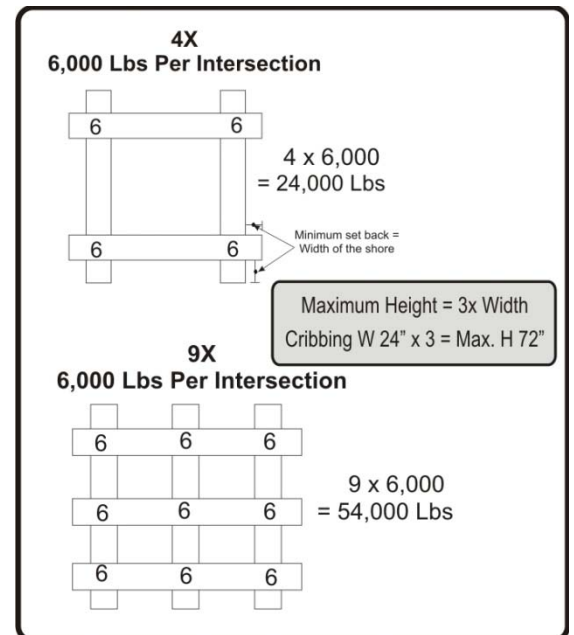 4X
6,000 Lbs Per Intersection
6 6
4 x 6,000
= 24,000 Lbs
Minimum set back =
Width of the shore
6 6
Maximum Height = 3x Width
Cribbing W 24” x 3 = Max. H 72”
9X
6,000 Lbs Per Intersection
6 6 6
9 x 6,000
6 6 6
= 54,000 Lbs
6 6 6